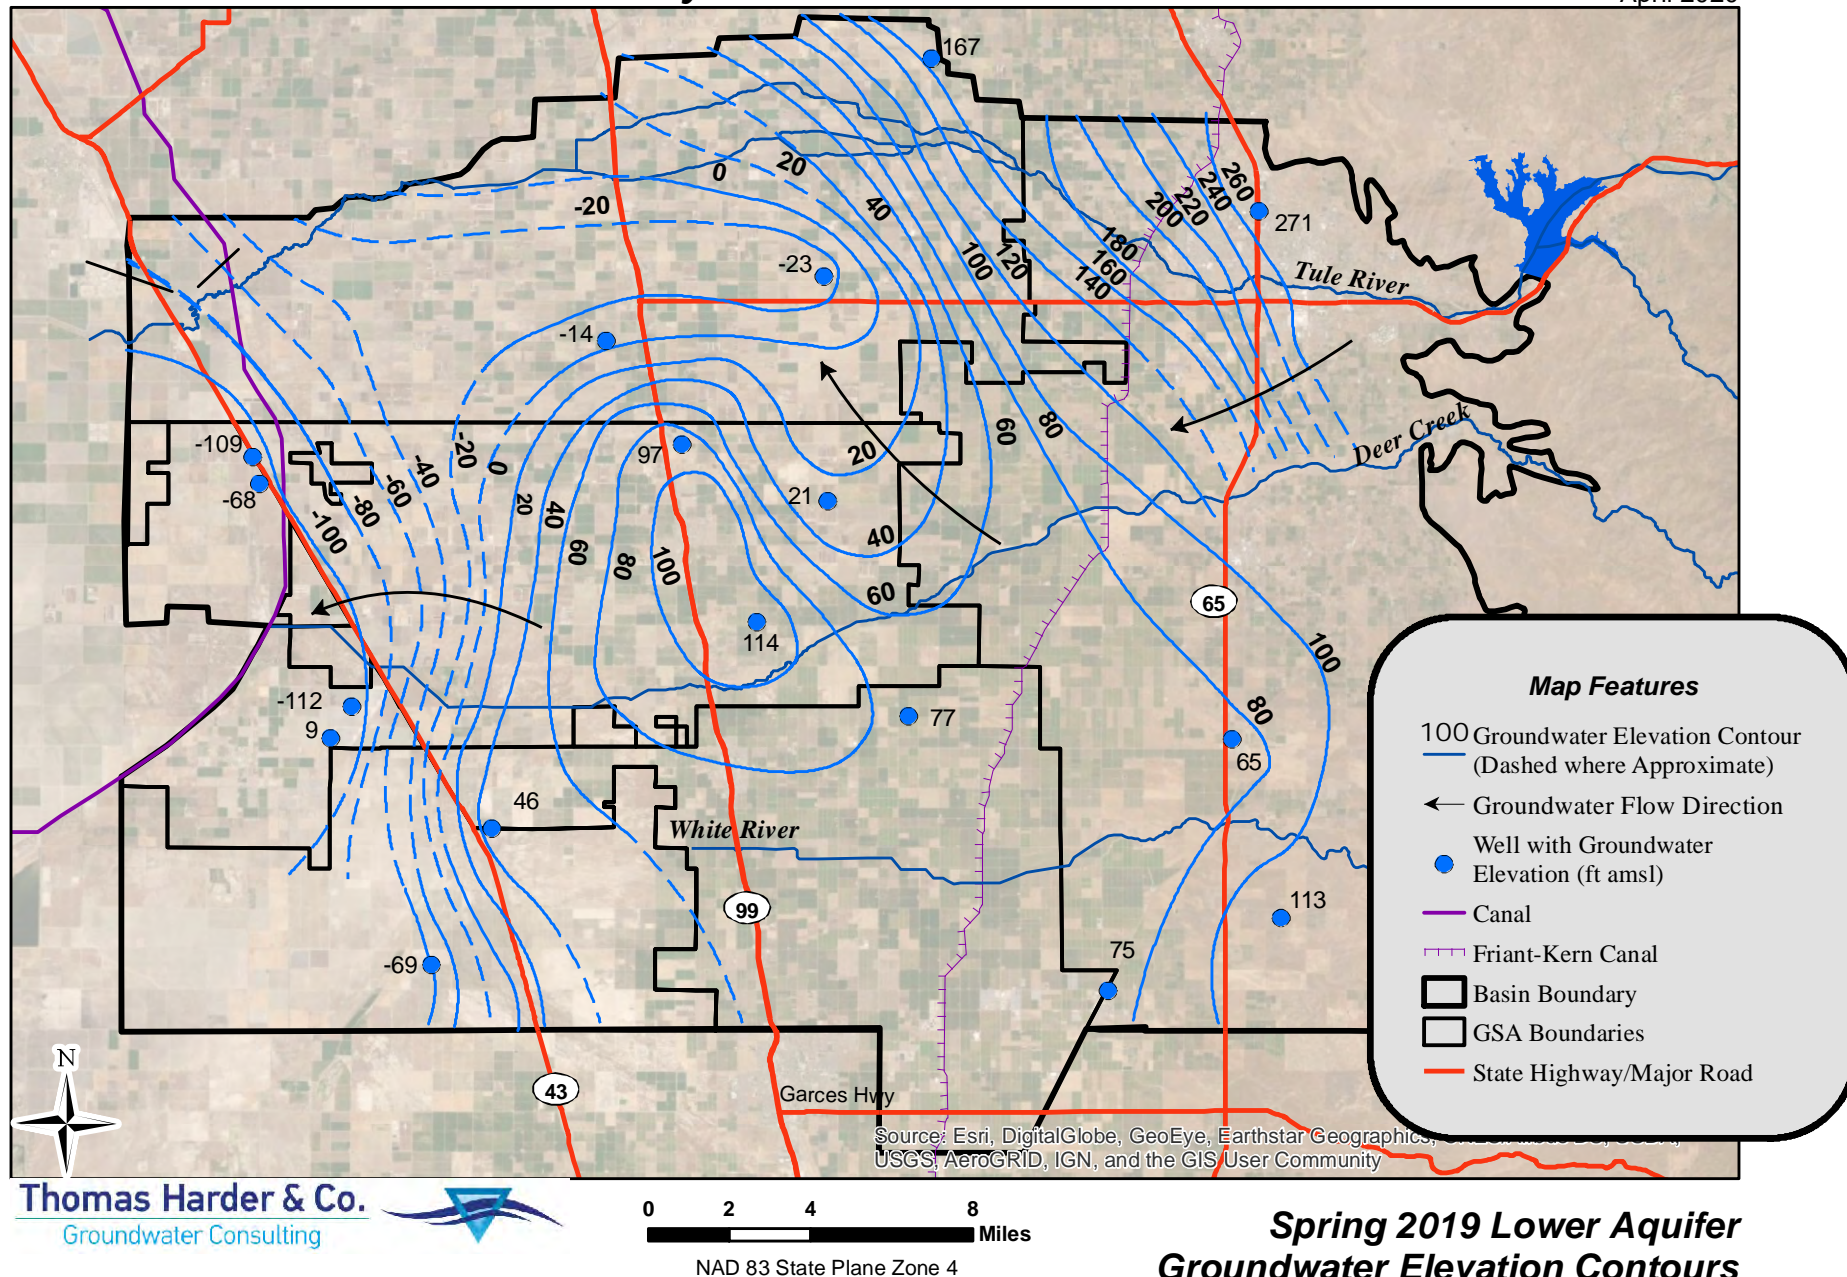 167
0
20
-20
40
260
240
220
200
271
180
160
140
120
100
Tule River
-23
-14
-109
-68
-100
-80
-60
-40
-20
0
20
40
60
80
100
97
21
20
40
60
60
80
Deer Creek
65
100
114
-112
9
77
80
65
46
White River
99
113
75
-69
43
Garces Hwy
N
Map Features
100 Groundwater Elevation Contour
(Dashed where Approximate)
Groundwater Flow Direction
Well with Groundwater
Elevation (ft amsl)
Canal
Friant-Kern Canal
Basin Boundary
GSA Boundaries
State Highway/Major Road
Source: Esri, DigitalGlobe, GeoEye, Earthstar Geographics,
USGS, AeroGRID, IGN, and the GIS User Community
Thomas Harder & Co.
Groundwater Consulting
0 2 4 8
Miles
NAD 83 State Plane Zone 4
Spring 2019 Lower Aquifer
Groundwater Elevation Contours